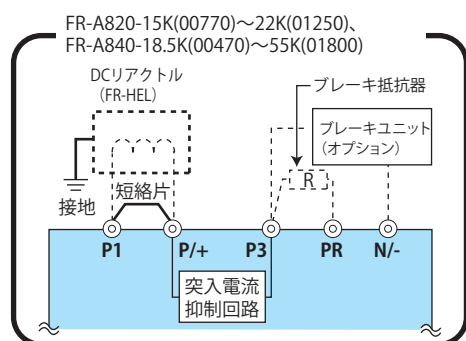 FR-A820-15K(00770)～22K(01250)、
FR-A840-18.5K(00470)～55K(01800)
DCリアクトル
(FR-HEL)
ブレーキ抵抗器
ブレーキユニット
(オプション)
R
接地
短絡片
P1
P/+
P3
PR
N/-
突入電流
抑制回路